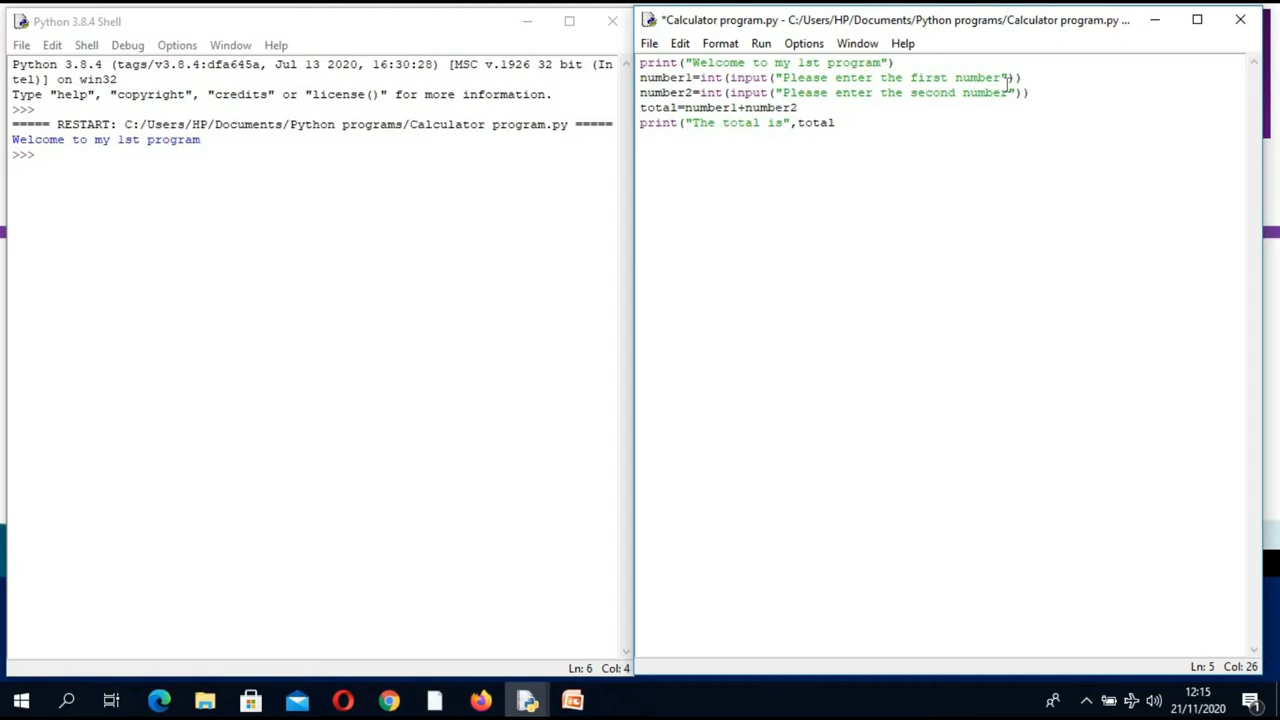 Python 3.8.4 Shell
File Edit Shell Debug Options Window Help
Python 3.8.4 (tags/v3.8.4:dfa645a, Jul 13 2020, 16:30:28) [MSC v.1926 32 bit (In
tel)] on win32
Type "help", "copyright", "credits" or "license()" for more information.
>>>
===== RESTART: C:/Users/HP/Documents/Python programs/Calculator program.py =====
Welcome to my 1st program
>>>
Ln: 6 Col: 4
*Calculator program.py - C:/Users/HP/Documents/Python programs/Calculator program.py ...
File Edit Format Run Options Window Help
print("Welcome to my 1st program")
number1=int(input("Please enter the first number"))
number2=int(input("Please enter the second number"))
total=number1+number2
print("The total is",total
Ln: 5 Col: 26
12:15
21/11/2020
1